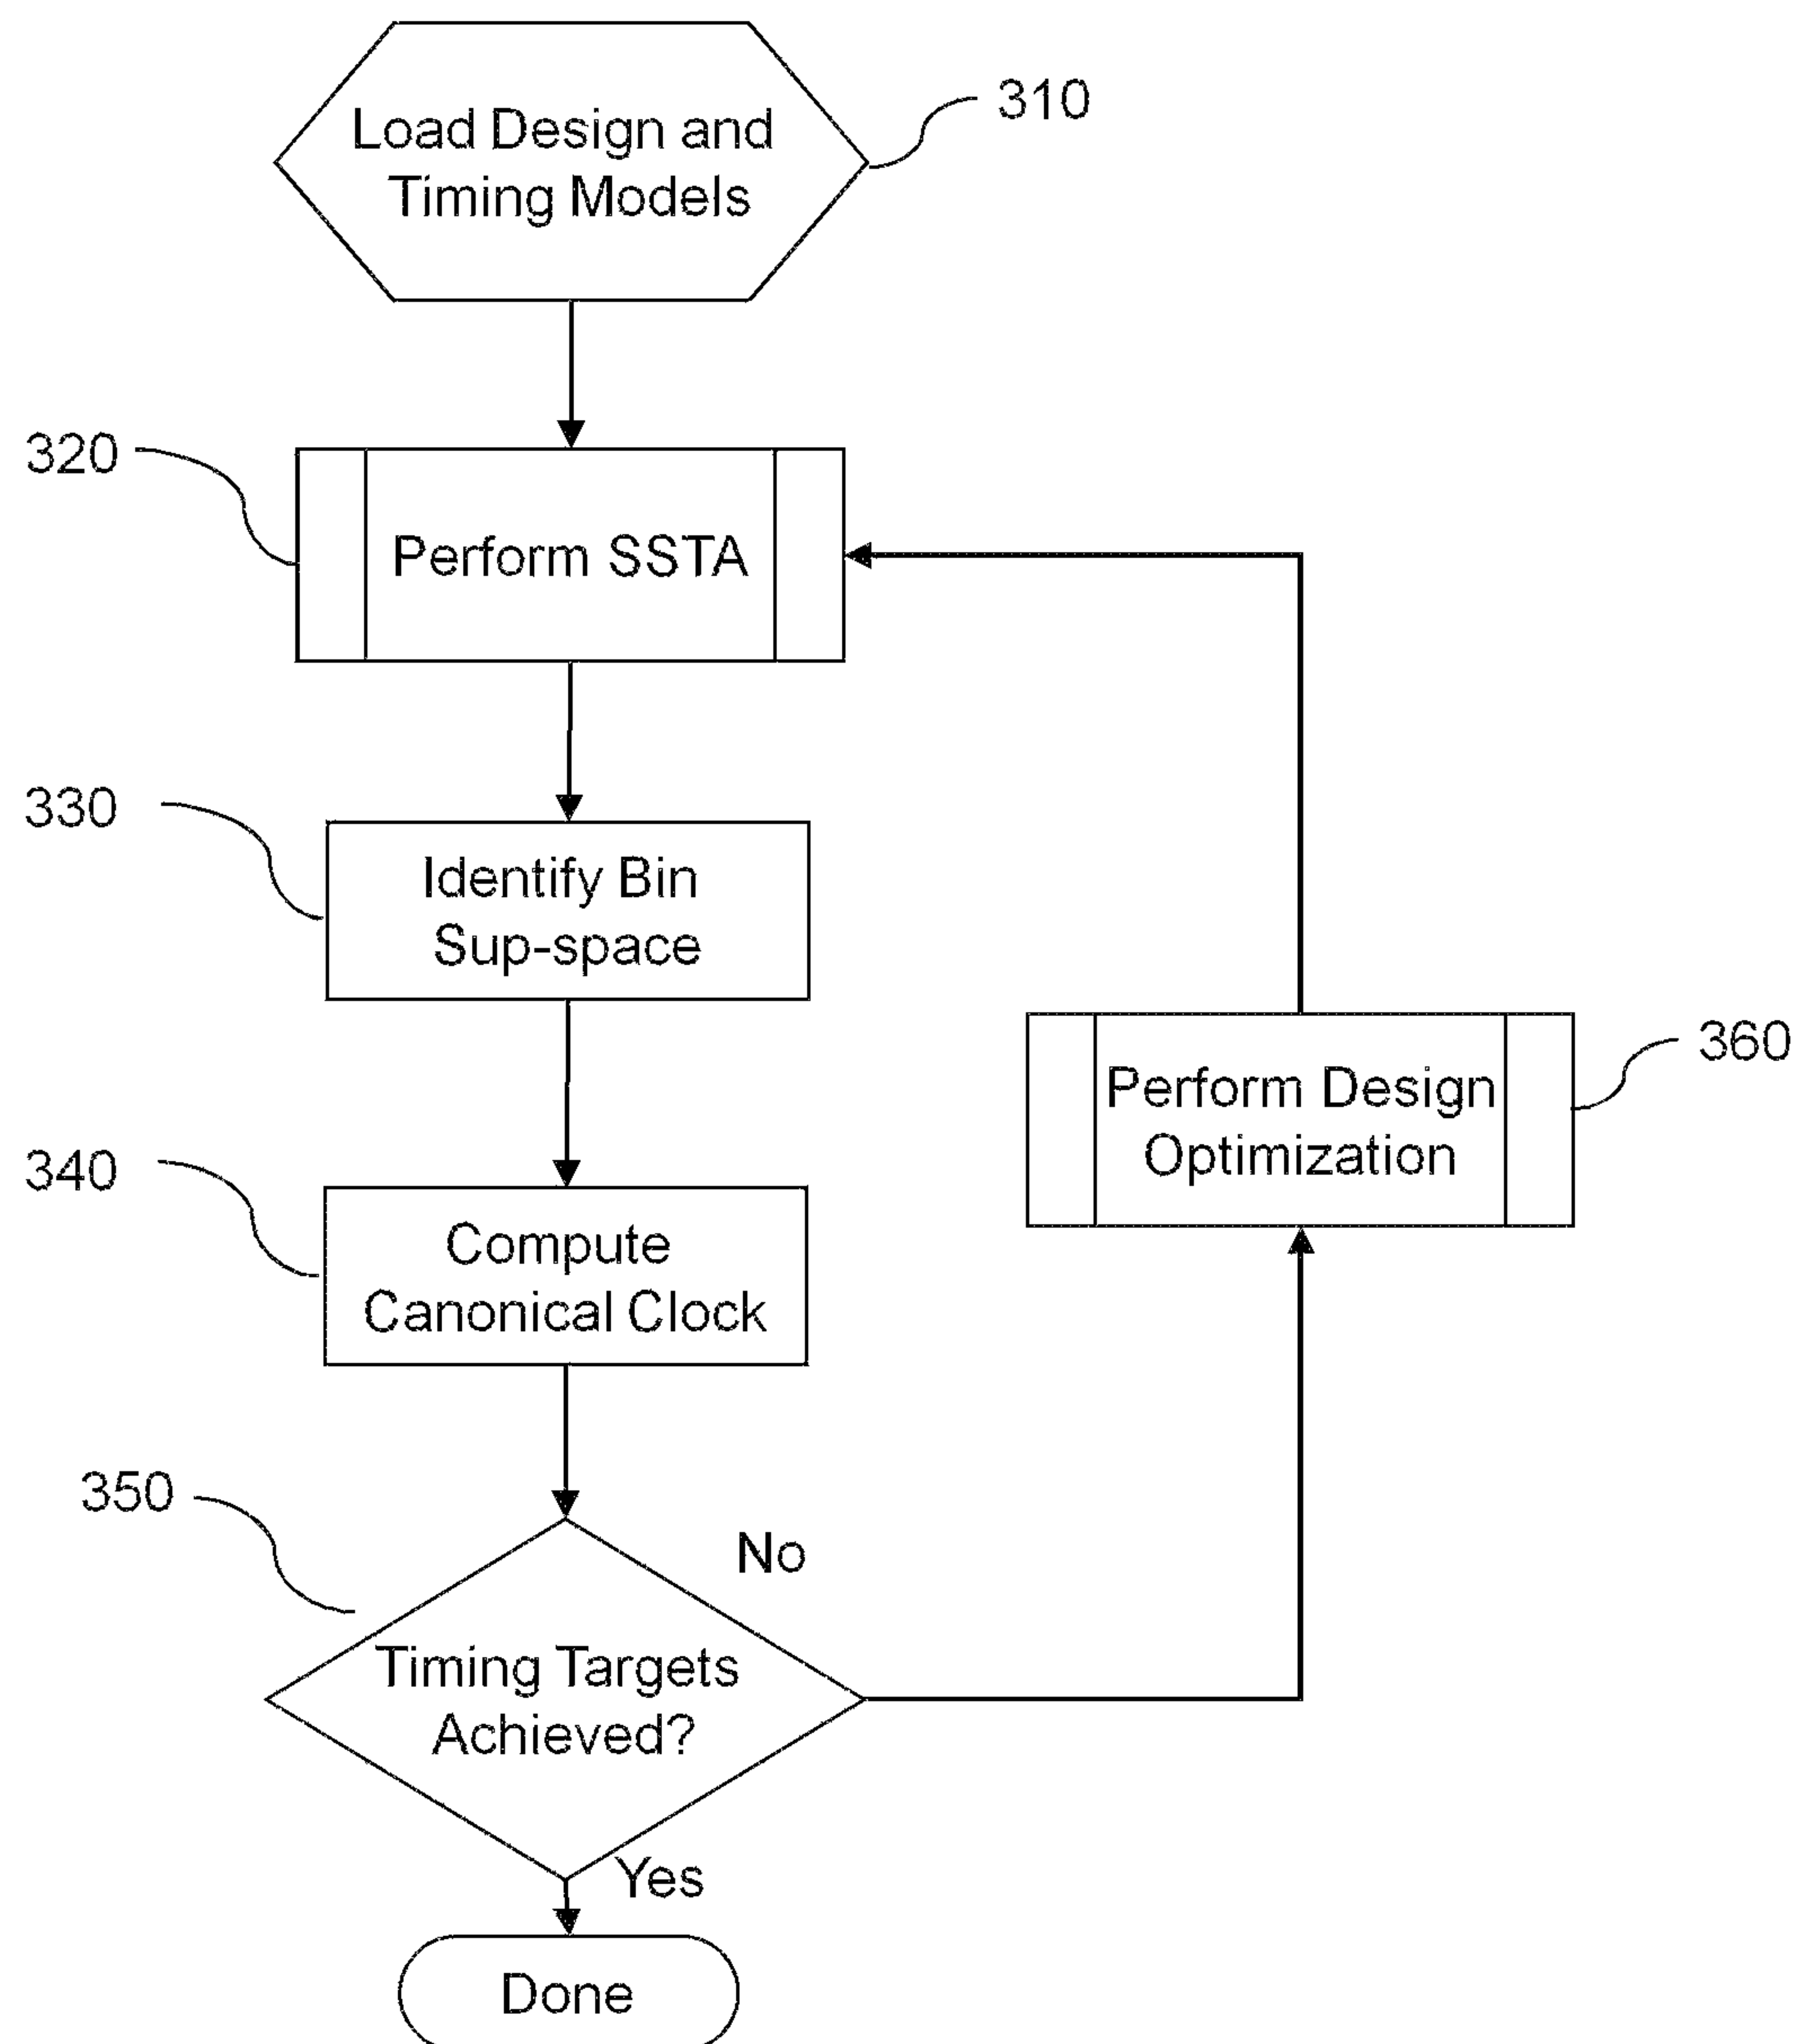 Load Design and
Timing Models
310
320
Perform SSTA
330
Identify Bin
Sup-space
360
Perform Design
Optimization
340
Compute
Canonical Clock
350
No
Timing Targets
Achieved?
Yes
Done